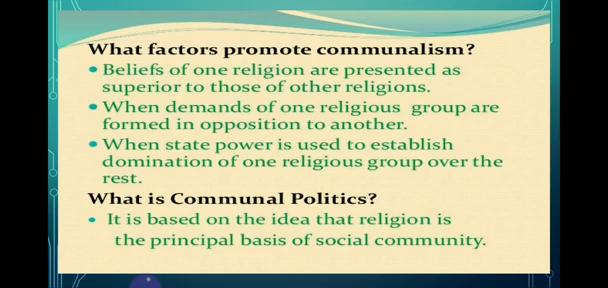 What factors promote communalism?
• Beliefs of one religion are presented as
superior to those of other religions.
• When demands of one religious group are
formed in opposition to another.
• When state power is used to establish
domination of one religious group over the
rest.
What is Communal Politics?
• It is based on the idea that religion is
the principal basis of social community.